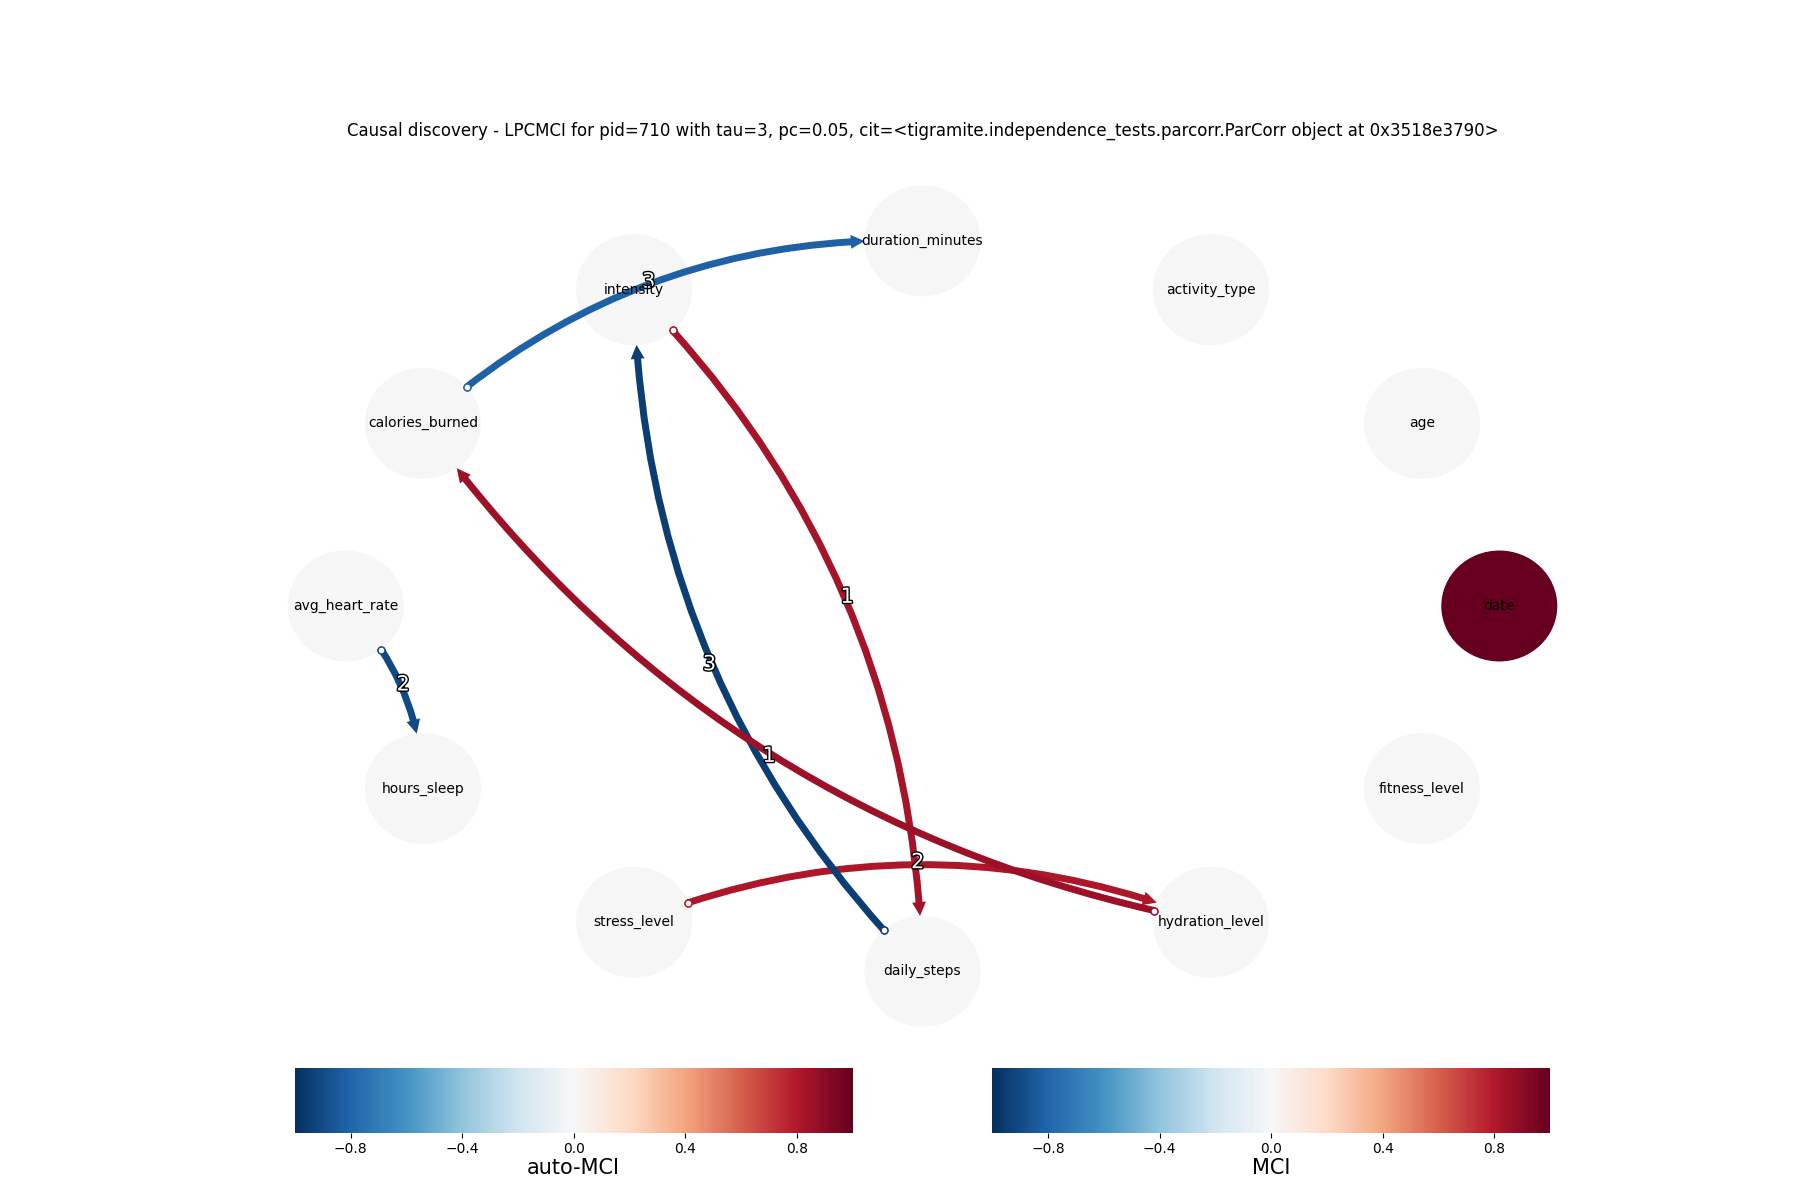 Causal discovery - LPCMCI for pid=710 with tau=3, pc=0.05, cit=<tigramite.independence_tests.parcorr.ParCorr object at 0x3518e3790>
duration_minutes
intensity
3
activity_type
calories_burned
age
avg_heart_rate
1
date
3
2
1
hours_sleep
fitness_level
2
stress_level
hydration_level
daily_steps
−0.8 −0.4 0.0 0.4 0.8
auto-MCI
−0.8 −0.4 0.0 0.4 0.8
MCI